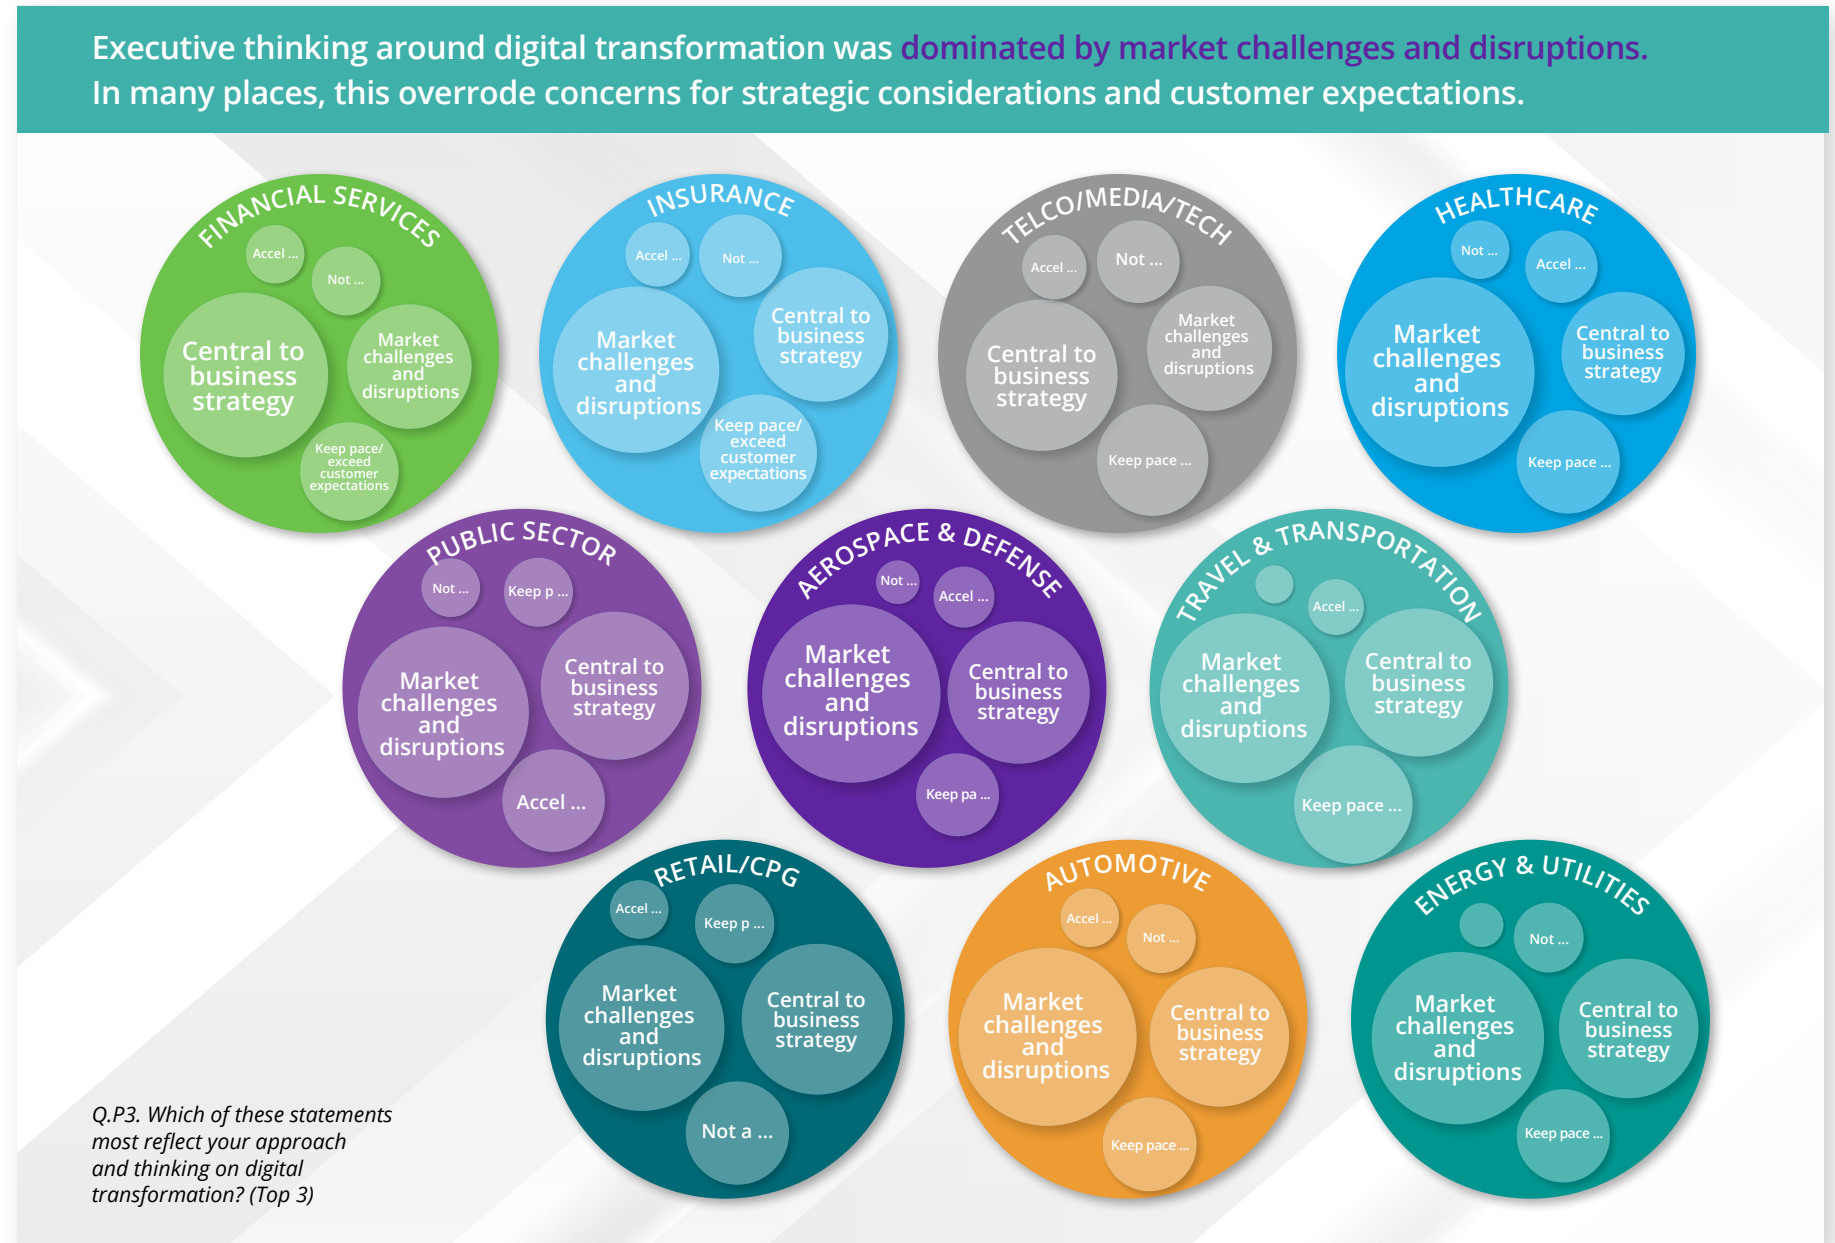 Executive thinking around digital transformation was dominated by market challenges and disruptions.
In many places, this overrode concerns for strategic considerations and customer expectations.
FINANCIAL SERVICES
Accel ...
Not ...
Central to
business
strategy
Market
challenges
and
disruptions
Keep pace/
exceed
customer
expectations
INSURANCE
Accel ...
Not ...
Market
challenges
and
disruptions
Central to
business
strategy
Keep pace/
exceed
customer
expectations
TELCO/MEDIA/TECH
Accel ...
Not ...
Central to
business
strategy
Market
challenges
and
disruptions
Keep pace ...
HEALTHCARE
Not ...
Accel ...
Market
challenges
and
disruptions
Central to
business
strategy
Keep pace ...
PUBLIC SECTOR
Not ...
Keep p ...
Market
challenges
and
disruptions
Central to
business
strategy
Accel ...
AEROSPACE & DEFENSE
Not ...
Accel ...
Market
challenges
and
disruptions
Central to
business
strategy
Keep pa ...
TRAVEL & TRANSPORTATION
Accel ...
Market
challenges
and
disruptions
Central to
business
strategy
Keep pace ...
RETAIL/CPG
Accel ...
Keep p ...
Market
challenges
and
disruptions
Central to
business
strategy
Not a ...
AUTOMOTIVE
Accel ...
Not ...
Market
challenges
and
disruptions
Central to
business
strategy
Keep pace ...
ENERGY & UTILITIES
Not ...
Market
challenges
and
disruptions
Central to
business
strategy
Keep pace ...
Q.P3. Which of these statements
most reflect your approach
and thinking on digital
transformation? (Top 3)